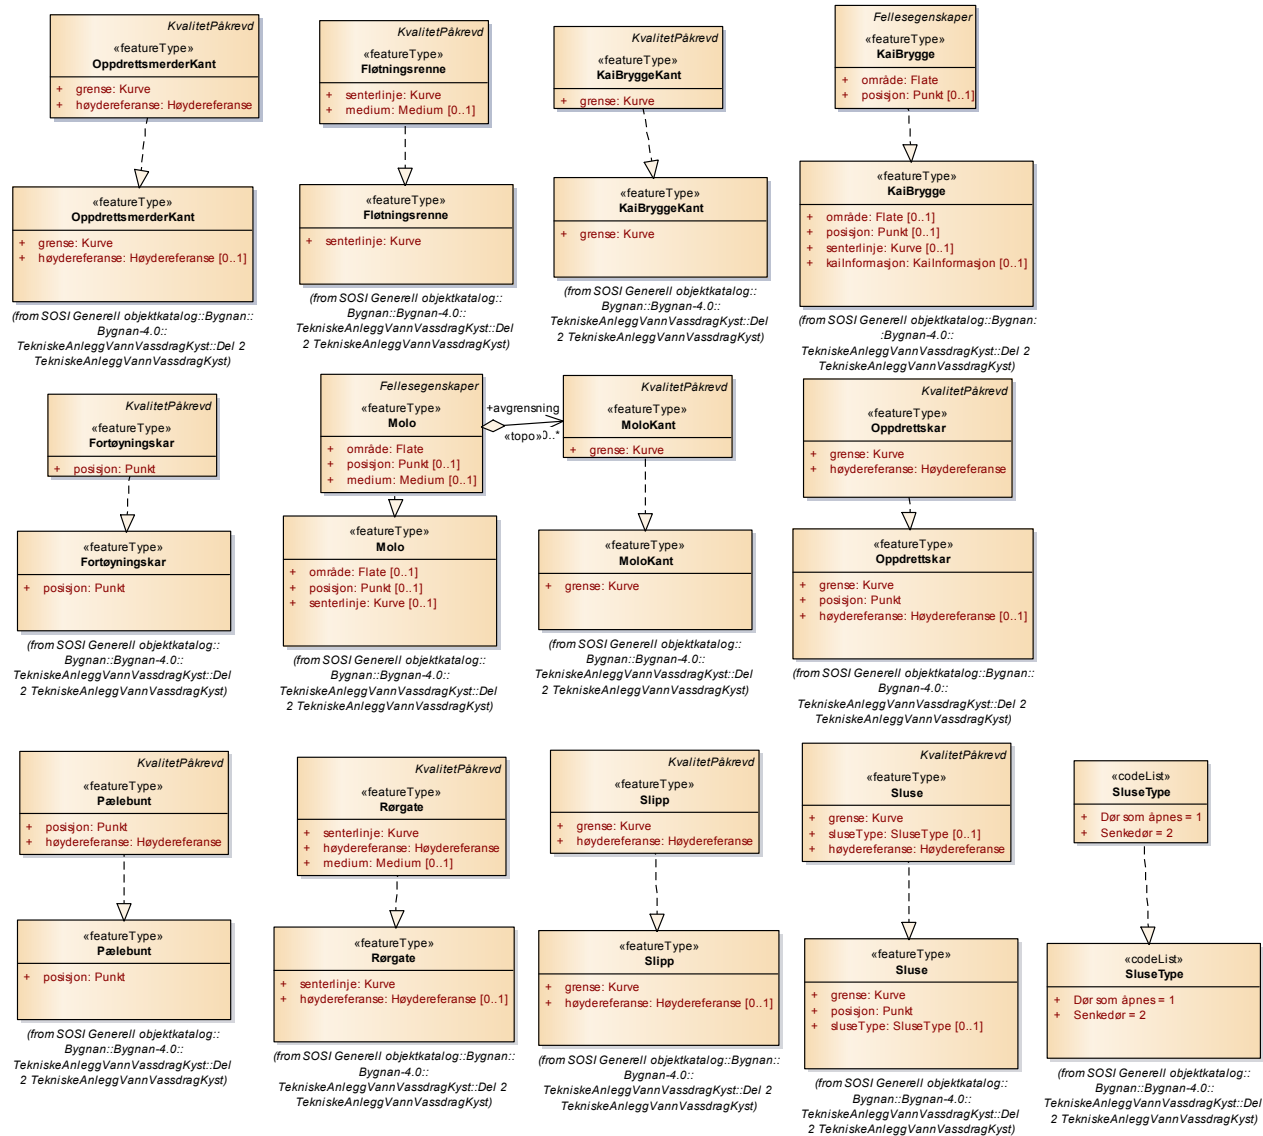 KvalitetPåkrevd
«featureType»
OppdrettsmerderKant
+ grense: Kurve
+ høydereferanse: Høydereferanse
«featureType»
OppdrettsmerderKant
+ grense: Kurve
+ høydereferanse: Høydereferanse [0..1]
(from SOSI Generell objektkatalog::Bygnan::
Bygnan-4.0::
TekniskeAnleggVannVassdragKyst::Del 2
TekniskeAnleggVannVassdragKyst)
KvalitetPåkrevd
«featureType»
Fløtningsrenne
+ senterlinje: Kurve
+ medium: Medium [0..1]
«featureType»
Fløtningsrenne
+ senterlinje: Kurve
(from SOSI Generell objektkatalog::
Bygnan::Bygnan-4.0::
TekniskeAnleggVannVassdragKyst::Del
2 TekniskeAnleggVannVassdragKyst)
KvalitetPåkrevd
«featureType»
KaiBryggeKant
+ grense: Kurve
«featureType»
KaiBryggeKant
+ grense: Kurve
(from SOSI Generell objektkatalog::
Bygnan::Bygnan-4.0::
TekniskeAnleggVannVassdragKyst::Del
2 TekniskeAnleggVannVassdragKyst)
Fellesegenskaper
«featureType»
KaiBrygge
+ område: Flate
+ posisjon: Punkt [0..1]
«featureType»
KaiBrygge
+ område: Flate [0..1]
+ posisjon: Punkt [0..1]
+ senterlinje: Kurve [0..1]
+ kaiInformasjon: KaiInformasjon [0..1]
(from SOSI Generell objektkatalog::Bygnan:
:Bygnan-4.0::
TekniskeAnleggVannVassdragKyst::Del 2
TekniskeAnleggVannVassdragKyst)
KvalitetPåkrevd
«featureType»
Fortøyningskar
+ posisjon: Punkt
«featureType»
Fortøyningskar
+ posisjon: Punkt
(from SOSI Generell objektkatalog::
Bygnan::Bygnan-4.0::
TekniskeAnleggVannVassdragKyst::Del
2 TekniskeAnleggVannVassdragKyst)
Fellesegenskaper
«featureType»
Molo
+ område: Flate
+ posisjon: Punkt [0..1]
+ medium: Medium [0..1]
+avgrensning
«topo»0..*
«featureType»
Molo
+ område: Flate [0..1]
+ posisjon: Punkt [0..1]
+ senterlinje: Kurve [0..1]
(from SOSI Generell objektkatalog::
Bygnan::Bygnan-4.0::
TekniskeAnleggVannVassdragKyst::Del
2 TekniskeAnleggVannVassdragKyst)
KvalitetPåkrevd
«featureType»
MoloKant
+ grense: Kurve
«featureType»
MoloKant
+ grense: Kurve
(from SOSI Generell objektkatalog::
Bygnan::Bygnan-4.0::
TekniskeAnleggVannVassdragKyst::Del
2 TekniskeAnleggVannVassdragKyst)
KvalitetPåkrevd
«featureType»
Oppdrettskar
+ grense: Kurve
+ høydereferanse: Høydereferanse
«featureType»
Oppdrettskar
+ grense: Kurve
+ posisjon: Punkt
+ høydereferanse: Høydereferanse [0..1]
(from SOSI Generell objektkatalog::Bygnan::
Bygnan-4.0::
TekniskeAnleggVannVassdragKyst::Del 2
TekniskeAnleggVannVassdragKyst)
KvalitetPåkrevd
«featureType»
Pælebunt
+ posisjon: Punkt
+ høydereferanse: Høydereferanse
«featureType»
Pælebunt
+ posisjon: Punkt
(from SOSI Generell objektkatalog::
Bygnan::Bygnan-4.0::
TekniskeAnleggVannVassdragKyst::Del
2 TekniskeAnleggVannVassdragKyst)
KvalitetPåkrevd
«featureType»
Rørgate
+ senterlinje: Kurve
+ høydereferanse: Høydereferanse
+ medium: Medium [0..1]
«featureType»
Rørgate
+ senterlinje: Kurve
+ høydereferanse: Høydereferanse [0..1]
(from SOSI Generell objektkatalog::Bygnan::
Bygnan-4.0::
TekniskeAnleggVannVassdragKyst::Del 2
TekniskeAnleggVannVassdragKyst)
KvalitetPåkrevd
«featureType»
Slipp
+ grense: Kurve
+ høydereferanse: Høydereferanse
«featureType»
Slipp
+ grense: Kurve
+ høydereferanse: Høydereferanse [0..1]
(from SOSI Generell objektkatalog::Bygnan::
Bygnan-4.0::
TekniskeAnleggVannVassdragKyst::Del 2
TekniskeAnleggVannVassdragKyst)
KvalitetPåkrevd
«featureType»
Sluse
+ grense: Kurve
+ sluseType: SluseType [0..1]
+ høydereferanse: Høydereferanse
«featureType»
Sluse
+ grense: Kurve
+ posisjon: Punkt
+ sluseType: SluseType [0..1]
(from SOSI Generell objektkatalog::
Bygnan::Bygnan-4.0::
TekniskeAnleggVannVassdragKyst::Del
2 TekniskeAnleggVannVassdragKyst)
«codeList»
SluseType
+ Dør som åpnes = 1
+ Senkedør = 2
«codeList»
SluseType
+ Dør som åpnes = 1
+ Senkedør = 2
(from SOSI Generell objektkatalog::
Bygnan::Bygnan-4.0::
TekniskeAnleggVannVassdragKyst::Del
2 TekniskeAnleggVannVassdragKyst)